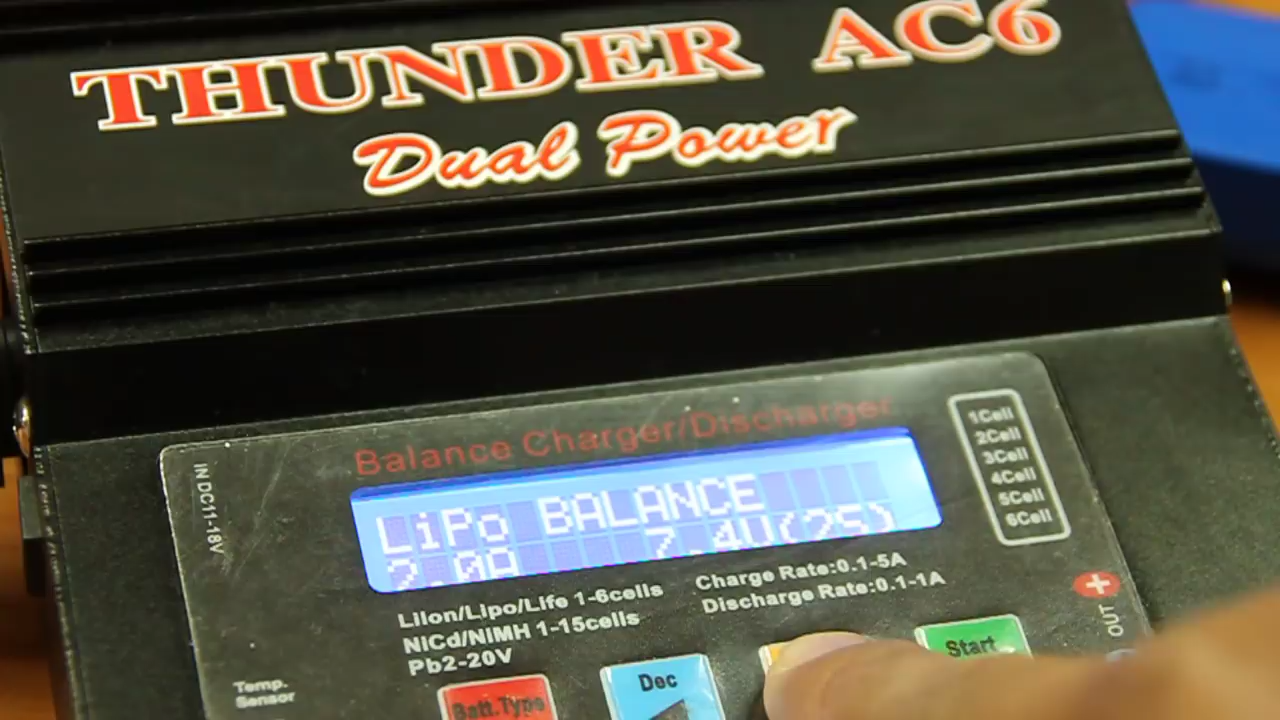 THUNDER AC6
Dual Power
Balance Charger/Discharger
IN DC11-18V
LiPo BALANCE
2.0A 7.4V(2S)
1Cell
2Cell
3Cell
4Cell
5Cell
6Cell
LiIon/Lipo/Life 1-6cells
NiCd/NiMH 1-15cells
Pb2-20V
Charge Rate:0.1-5A
Discharge Rate:0.1-1A
+
OUT
Temp.
Sensor
Batt.Type
Dec
Start